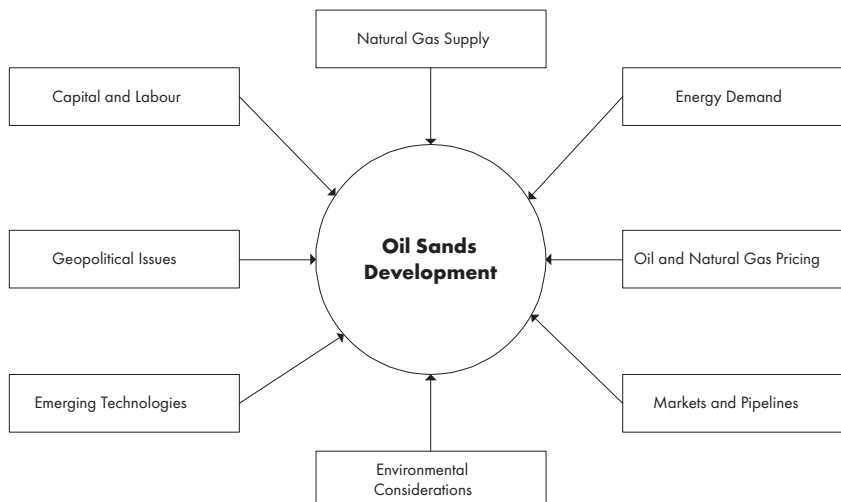 Natural Gas Supply
Capital and Labour
Energy Demand
Oil Sands
Development
Geopolitical Issues
Oil and Natural Gas Pricing
Emerging Technologies
Markets and Pipelines
Environmental
Considerations